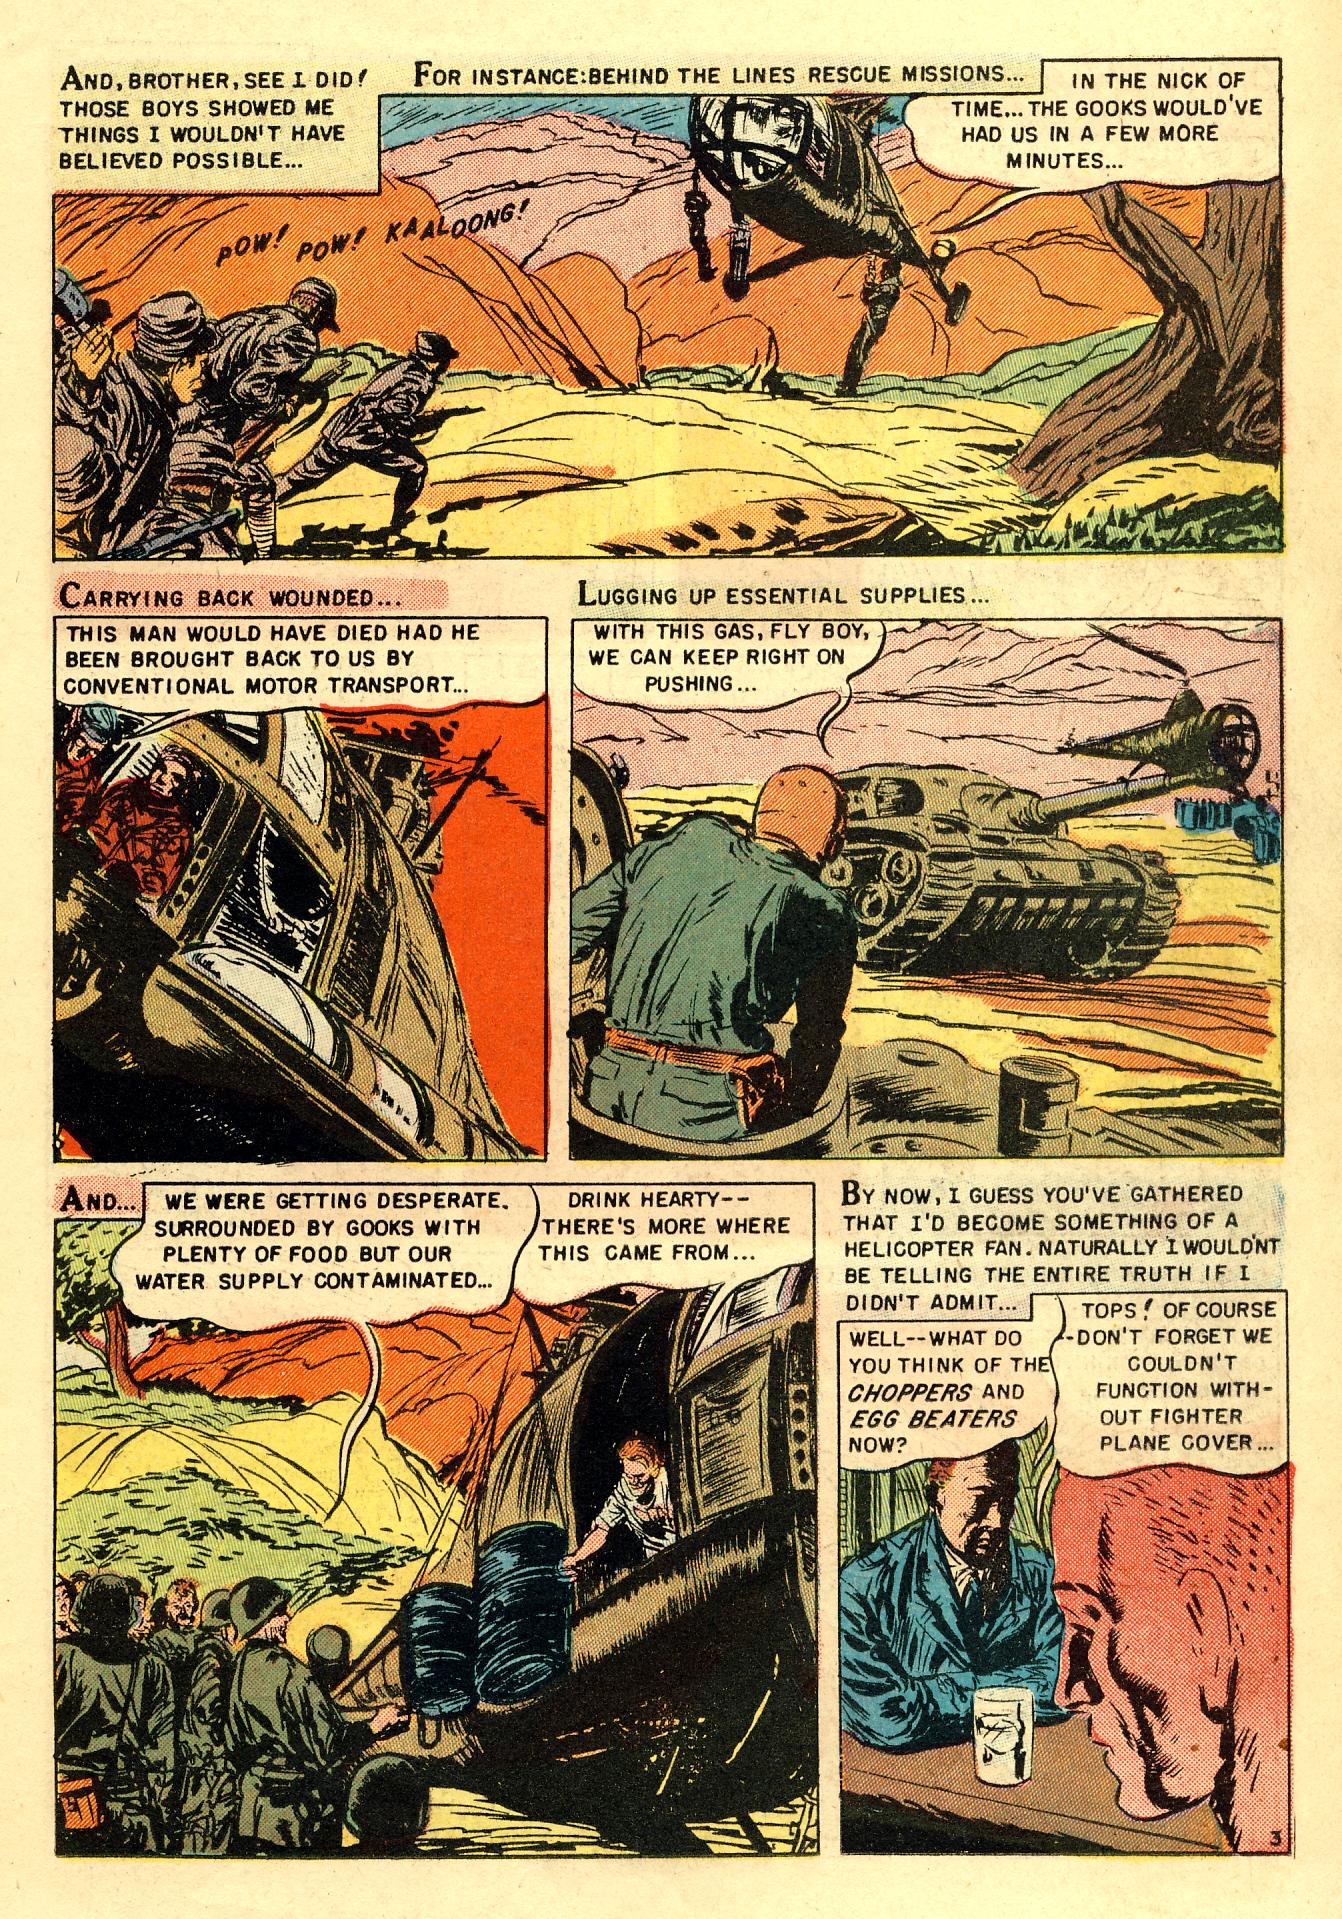 AND, BROTHER, SEE I DID!
THOSE BOYS SHOWED ME
THINGS I WOULDN'T HAVE
BELIEVED POSSIBLE...
FOR INSTANCE: BEHIND THE LINES RESCUE MISSIONS...
IN THE NICK OF
TIME... THE GOOKS WOULD'VE
HAD US IN A FEW MORE
MINUTES...
POW! POW! KAALOONG!
CARRYING BACK WOUNDED...
THIS MAN WOULD HAVE DIED HAD HE
BEEN BROUGHT BACK TO US BY
CONVENTIONAL MOTOR TRANSPORT...
LUGGING UP ESSENTIAL SUPPLIES...
WITH THIS GAS, FLY BOY,
WE CAN KEEP RIGHT ON
PUSHING...
AND...
WE WERE GETTING DESPERATE.
SURROUNDED BY GOOKS WITH
PLENTY OF FOOD BUT OUR
WATER SUPPLY CONTAMINATED...
DRINK HEARTY--
THERE'S MORE WHERE
THIS CAME FROM...
BY NOW, I GUESS YOU'VE GATHERED
THAT I'D BECOME SOMETHING OF A
HELICOPTER FAN. NATURALLY I WOULDN'T
BE TELLING THE ENTIRE TRUTH IF I
DIDN'T ADMIT...
WELL--WHAT DO
YOU THINK OF THE
CHOPPERS AND
EGG BEATERS
NOW?
TOPS! OF COURSE
--DON'T FORGET WE
COULDN'T
FUNCTION WITH-
OUT FIGHTER
PLANE COVER...
3